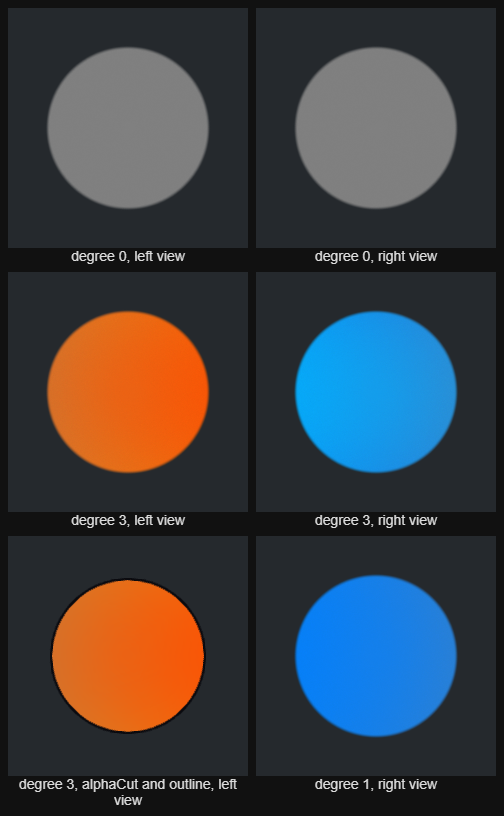 degree 0, left view
degree 0, right view
degree 3, left view
degree 3, right view
degree 3, alphaCut and outline, left
view
degree 1, right view